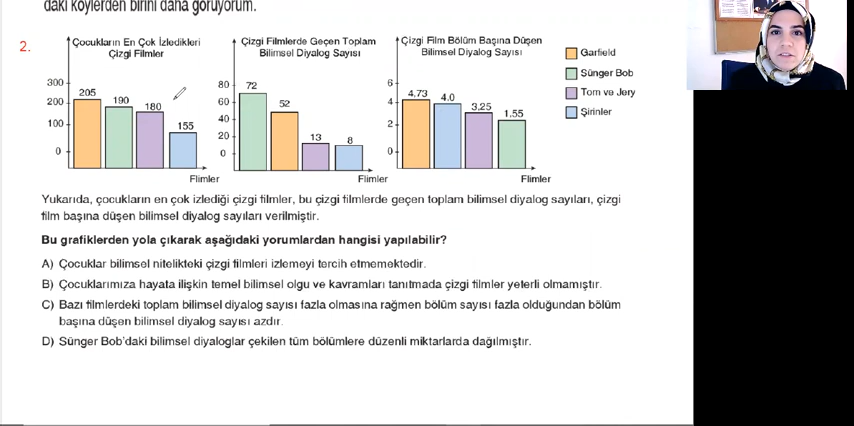 daki köylerden birini daha görüyorum.
2.
Çocukların En Çok İzledikleri
Çizgi Filmler
300
200
100
0
205
190
180
155
Flimler
Çizgi Filmlerde Geçen Toplam
Bilimsel Diyalog Sayısı
80
60
40
20
0
72
52
13
8
Flimler
Çizgi Film Bölüm Başına Düşen
Bilimsel Diyalog Sayısı
6
4
2
0
4,73
4.0
3,25
1.55
Flimler
Garfield
Sünger Bob
Tom ve Jery
Şirinler
Yukarıda, çocukların en çok izlediği çizgi filmler, bu çizgi filmlerde geçen toplam bilimsel diyalog sayıları, çizgi
film başına düşen bilimsel diyalog sayıları verilmiştir.
Bu grafiklerden yola çıkarak aşağıdaki yorumlardan hangisi yapılabilir?
A) Çocuklar bilimsel nitelikteki çizgi filmleri izlemeyi tercih etmemektedir.
B) Çocuklarımıza hayata ilişkin temel bilimsel olgu ve kavramları tanıtmada çizgi filmler yeterli olmamıştır.
C) Bazı filmlerdeki toplam bilimsel diyalog sayısı fazla olmasına rağmen bölüm sayısı fazla olduğundan bölüm
başına düşen bilimsel diyalog sayısı azdır.
D) Sünger Bob'daki bilimsel diyaloglar çekilen tüm bölümlere düzenli miktarlarda dağılmıştır.